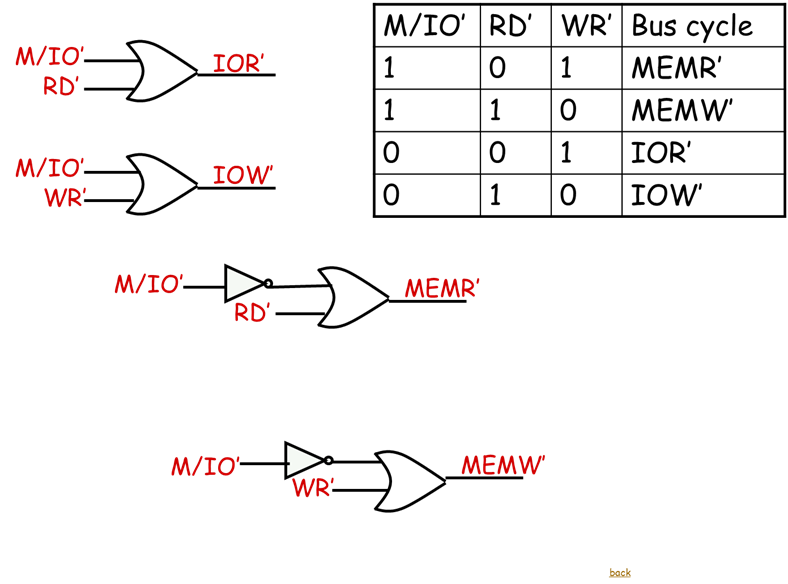 M/IO' RD' WR' Bus cycle
1 0 1 MEMR'
1 1 0 MEMW'
0 0 1 IOR'
0 1 0 IOW'
M/IO'
RD'
IOR'
M/IO'
WR'
IOW'
M/IO'
RD'
MEMR'
M/IO'
WR'
MEMW'
back